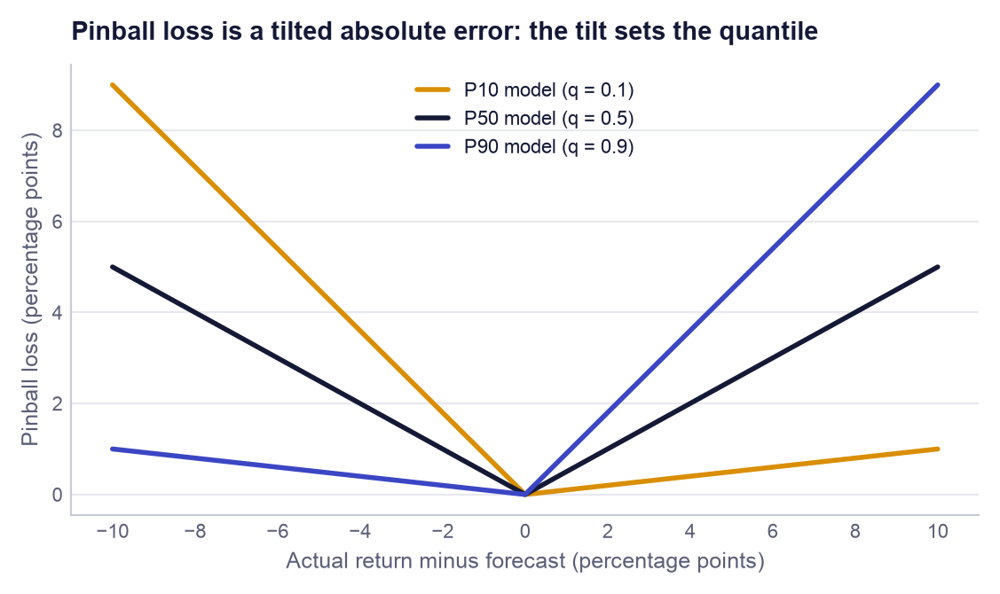 Pinball loss is a tilted absolute error: the tilt sets the quantile
P10 model (q = 0.1)
P50 model (q = 0.5)
P90 model (q = 0.9)
Pinball loss (percentage points)
8
6
4
2
0
−10 −8 −6 −4 −2 0 2 4 6 8 10
Actual return minus forecast (percentage points)